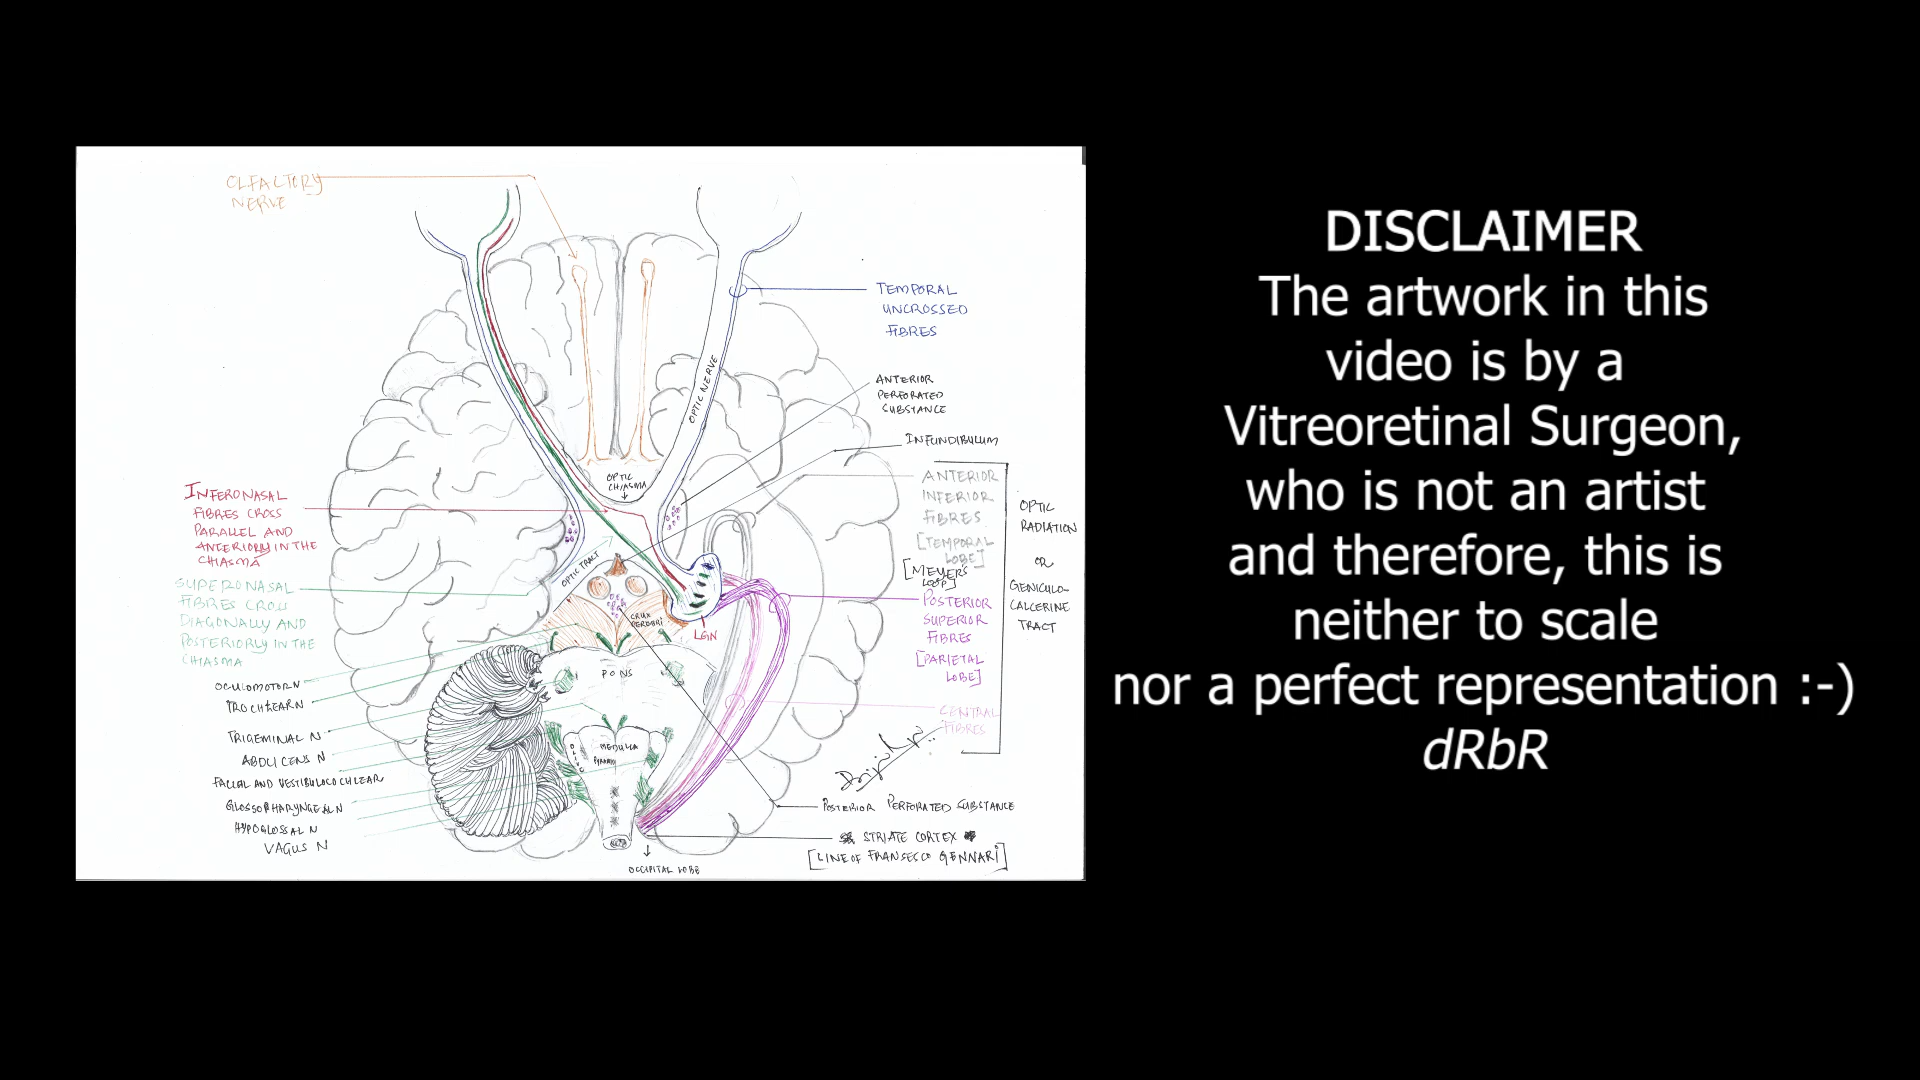 OLFACTORY
NERVE
TEMPORAL
UNCROSSED
FIBRES
OPTIC NERVE
ANTERIOR
PERFORATED
SUBSTANCE
INFUNDIBULUM
OPTIC
CHIASMA
INFERONASAL
FIBRES CROSS
PARALLEL AND
ANTERIORLY IN THE
CHIASMA
ANTERIOR
INFERIOR
FIBRES
[TEMPORAL
LOBE]
[MEYER'S
LOOP]
OPTIC
RADIATION
OR
GENICULO-
CALCERINE
TRACT
OPTIC TRACT
SUPERONASAL
FIBRES CROSS
DIAGONALLY AND
POSTERIORLY IN THE
CHIASMA
CRUX
CEREBRI
LGN
POSTERIOR
SUPERIOR
FIBRES
[PARIETAL
LOBE]
PONS
OCULOMOTOR N
TROCHLEAR N
TRIGEMINAL N
ABDUCENS N
FACIAL AND VESTIBULOCOCHLEAR
GLOSSOPHARYNGEAL N
HYPOGLOSSAL N
VAGUS N
CENTRAL
FIBRES
MEDULLA
PYRAMID
OLIVE
POSTERIOR PERFORATED SUBSTANCE
STRIATE CORTEX
[LINE OF FRANSESCO GENNARI]
OCCIPITAL LOBE
DISCLAIMER
The artwork in this
video is by a
Vitreoretinal Surgeon,
who is not an artist
and therefore, this is
neither to scale
nor a perfect representation :-)
dRbR